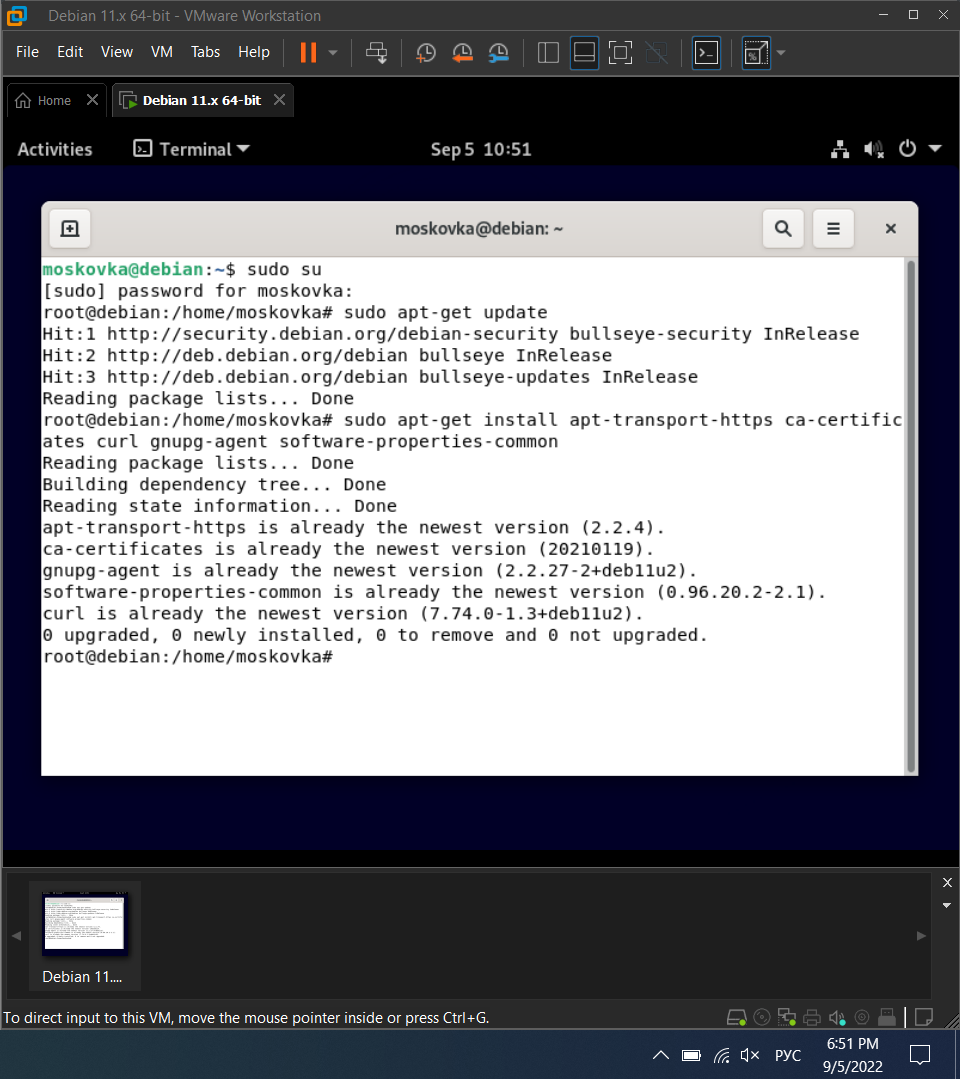 Debian 11.x 64-bit - VMware Workstation
File Edit View VM Tabs Help
Home Debian 11.x 64-bit
Activities Terminal Sep 5 10:51
moskovka@debian: ~
moskovka@debian:~$ sudo su
[sudo] password for moskovka:
root@debian:/home/moskovka# sudo apt-get update
Hit:1 http://security.debian.org/debian-security bullseye-security InRelease
Hit:2 http://deb.debian.org/debian bullseye InRelease
Hit:3 http://deb.debian.org/debian bullseye-updates InRelease
Reading package lists... Done
root@debian:/home/moskovka# sudo apt-get install apt-transport-https ca-certific
ates curl gnupg-agent software-properties-common
Reading package lists... Done
Building dependency tree... Done
Reading state information... Done
apt-transport-https is already the newest version (2.2.4).
ca-certificates is already the newest version (20210119).
gnupg-agent is already the newest version (2.2.27-2+deb11u2).
software-properties-common is already the newest version (0.96.20.2-2.1).
curl is already the newest version (7.74.0-1.3+deb11u2).
0 upgraded, 0 newly installed, 0 to remove and 0 not upgraded.
root@debian:/home/moskovka#
Debian 11....
To direct input to this VM, move the mouse pointer inside or press Ctrl+G.
РУС
6:51 PM
9/5/2022